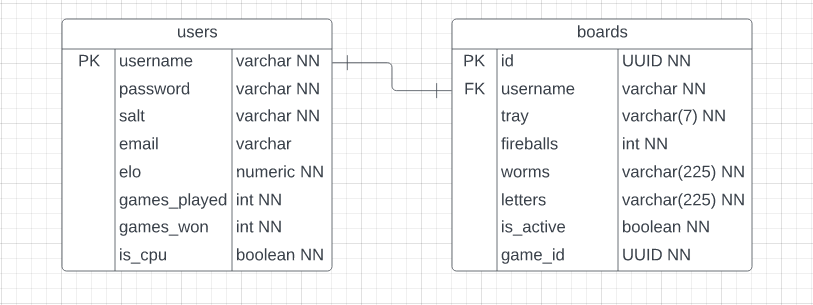 users
PK username varchar NN
password varchar NN
salt varchar NN
email varchar
elo numeric NN
games_played int NN
games_won int NN
is_cpu boolean NN
boards
PK id UUID NN
FK username varchar NN
tray varchar(7) NN
fireballs int NN
worms varchar(225) NN
letters varchar(225) NN
is_active boolean NN
game_id UUID NN